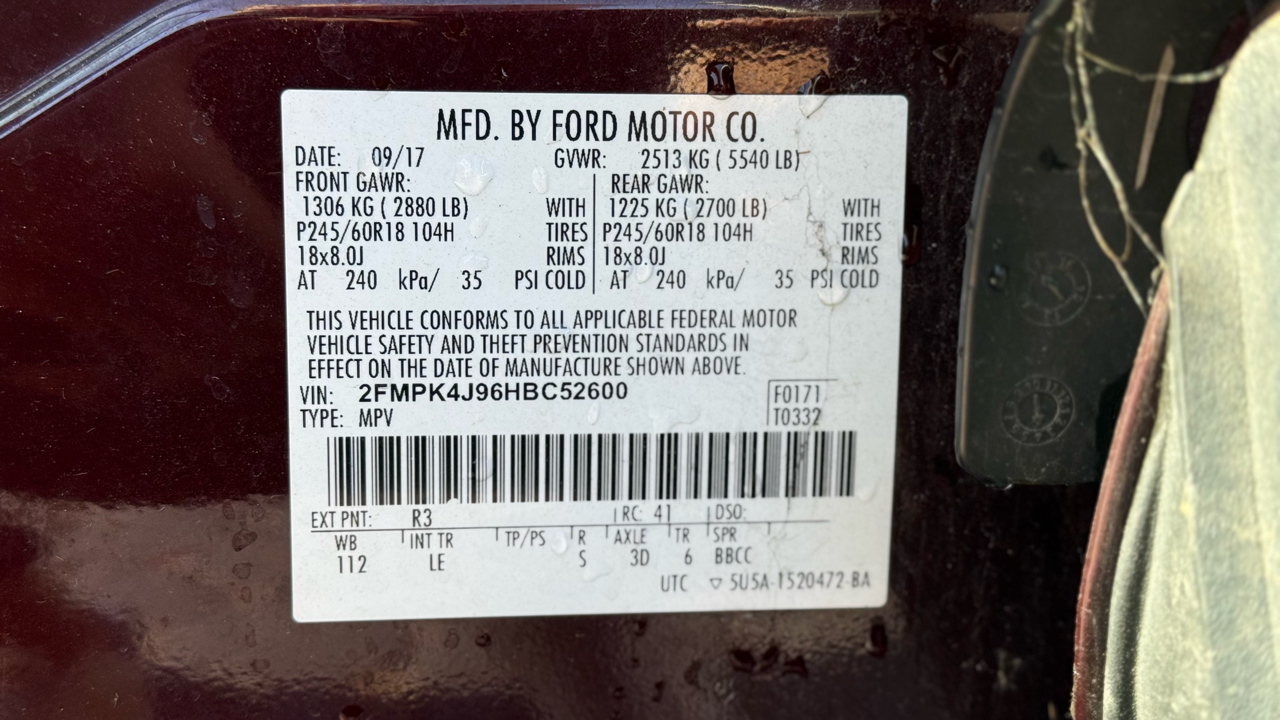 MFD. BY FORD MOTOR CO.
DATE: 09/17 GVWR: 2513 KG ( 5540 LB)
FRONT GAWR: REAR GAWR:
1306 KG ( 2880 LB) WITH 1225 KG ( 2700 LB) WITH
P245/60R18 104H TIRES P245/60R18 104H TIRES
18x8.0J RIMS 18x8.0J RIMS
AT 240 kPa/ 35 PSI COLD AT 240 kPa/ 35 PSI COLD
THIS VEHICLE CONFORMS TO ALL APPLICABLE FEDERAL MOTOR
VEHICLE SAFETY AND THEFT PREVENTION STANDARDS IN
EFFECT ON THE DATE OF MANUFACTURE SHOWN ABOVE.
VIN: 2FMPK4J96HBC52600 F0171
TYPE: MPV T0332
EXT PNT: R3 RC: 41 DSO:
WB INT TR TP/PS R AXLE TR SPR
112 LE S 3D 6 BBCC
UTC ▽ 5U5A-1520472-BA